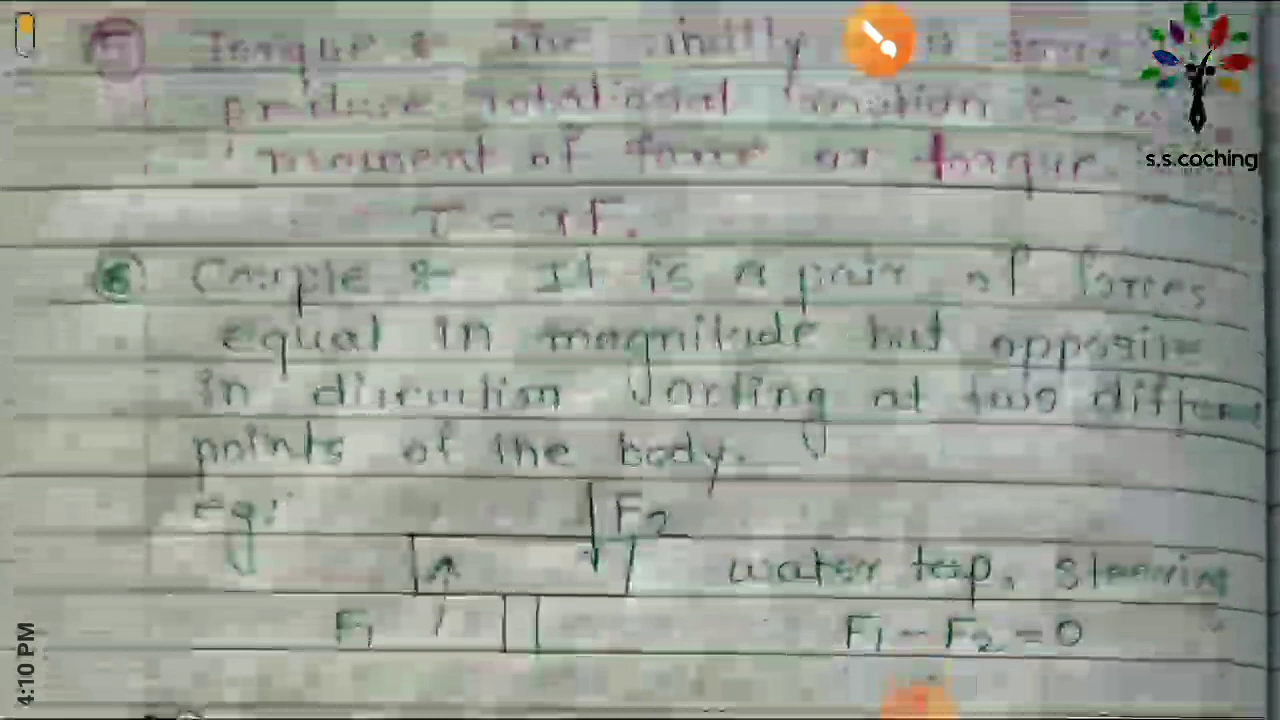 ⑤ Torque :- The ability of a force
produce rotational motion is
moment of force or torque.
τ = rF.
s.s.coching
⑥ Couple :- It is a pair of forces
equal in magnitude but opposite
in direction acting at two different
points of the body.
eg:
F2
water tap, steering
F1
F1 - F2 = 0
4:10 PM